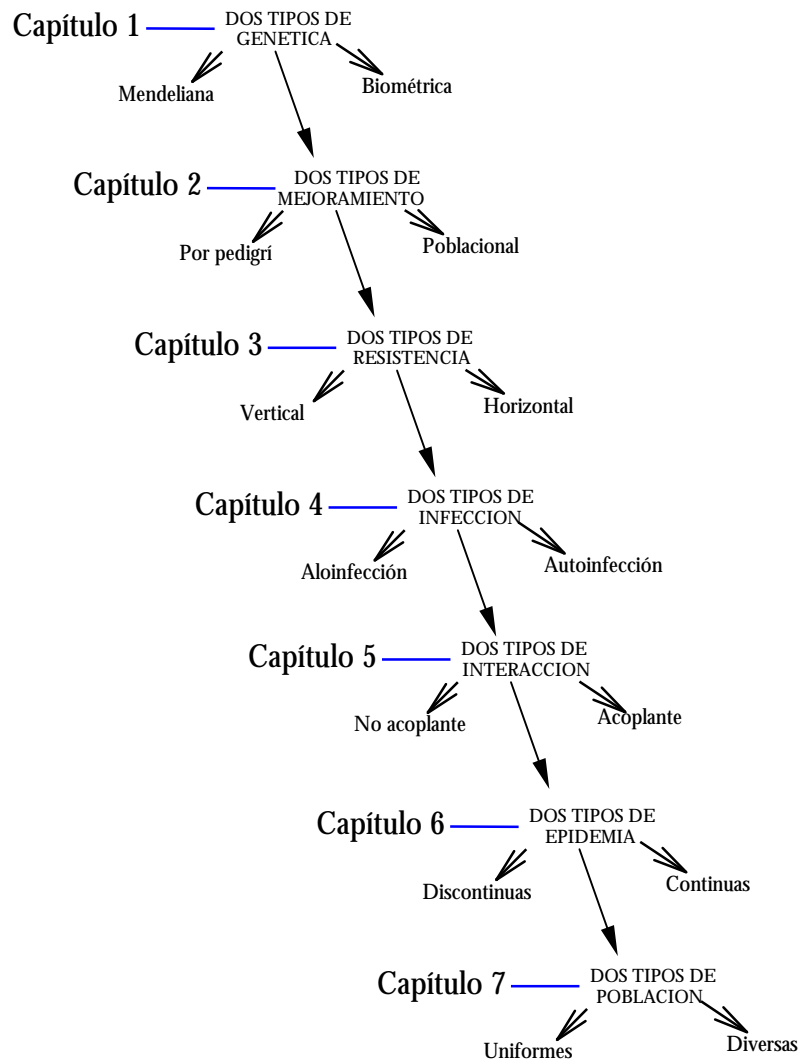 Capítulo 1
DOS TIPOS DE
GENETICA
Mendeliana
Biométrica
Capítulo 2
DOS TIPOS DE
MEJORAMIENTO
Por pedigrí
Poblacional
Capítulo 3
DOS TIPOS DE
RESISTENCIA
Vertical
Horizontal
Capítulo 4
DOS TIPOS DE
INFECCION
Aloinfección
Autoinfección
Capítulo 5
DOS TIPOS DE
INTERACCION
No acoplante
Acoplante
Capítulo 6
DOS TIPOS DE
EPIDEMIA
Discontinuas
Continuas
Capítulo 7
DOS TIPOS DE
POBLACION
Uniformes
Diversas